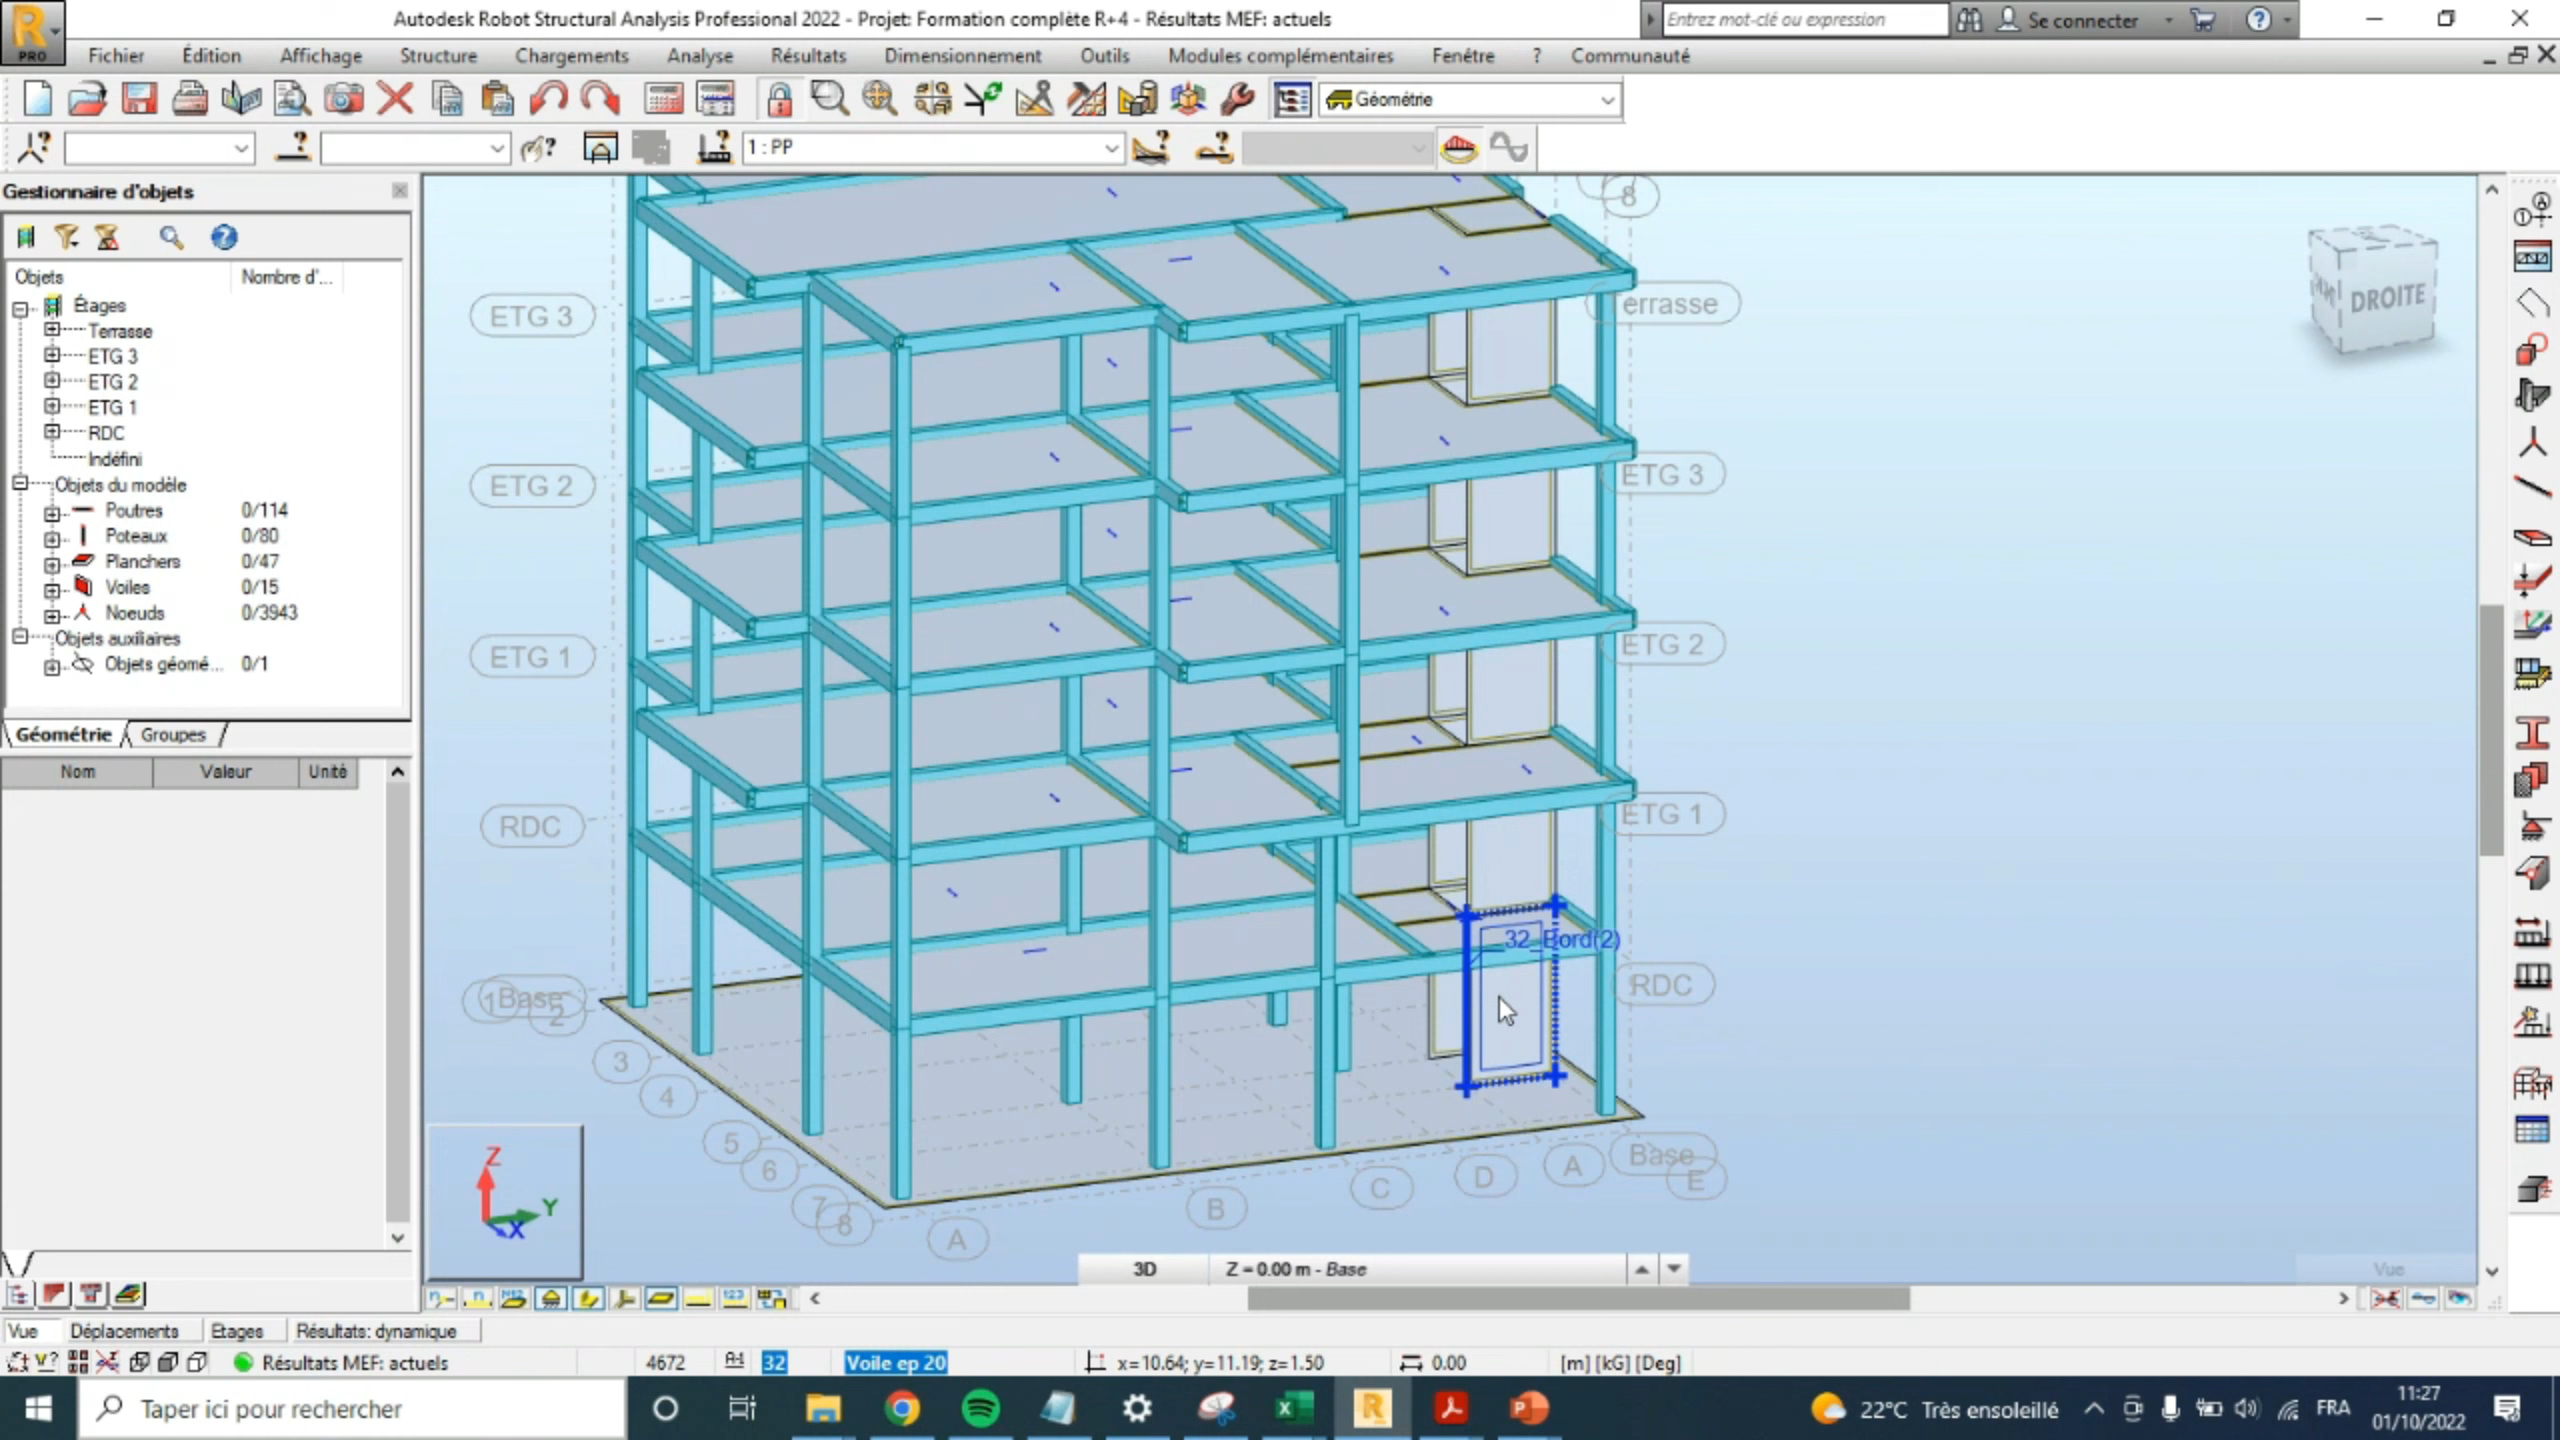 Autodesk Robot Structural Analysis Professional 2022 - Projet: Formation complète R+4 - Résultats MEF: actuels
Entrez mot-clé ou expression
Se connecter
PRO
Fichier Édition Affichage Structure Chargements Analyse Résultats Dimensionnement Outils Modules complémentaires Fenêtre ? Communauté
Géométrie
1 : PP
Gestionnaire d'objets
Objets Nombre d'...
Étages
Terrasse
ETG 3
ETG 2
ETG 1
RDC
Indéfini
Objets du modèle
Poutres 0/114
Poteaux 0/80
Planchers 0/47
Voiles 0/15
Noeuds 0/3943
Objets auxiliaires
Objets géomé... 0/1
Géométrie Groupes
Nom Valeur Unité
8
ETG 3
Terrasse
ETG 2
ETG 3
ETG 1
ETG 2
RDC
ETG 1
32_Bord(2)
RDC
1 Base
2
3
4
5
6
7
8
A
B
C
D
A
Base
E
DROITE
Z
Y
X
3D
Z = 0.00 m - Base
Vue
Vue Déplacements Etages Résultats: dynamique
Résultats MEF: actuels
4672
32
Voile ep 20
x=10.64; y=11.19; z=1.50
0.00
[m] [kG] [Deg]
Taper ici pour rechercher
22°C Très ensoleillé
FRA
11:27
01/10/2022